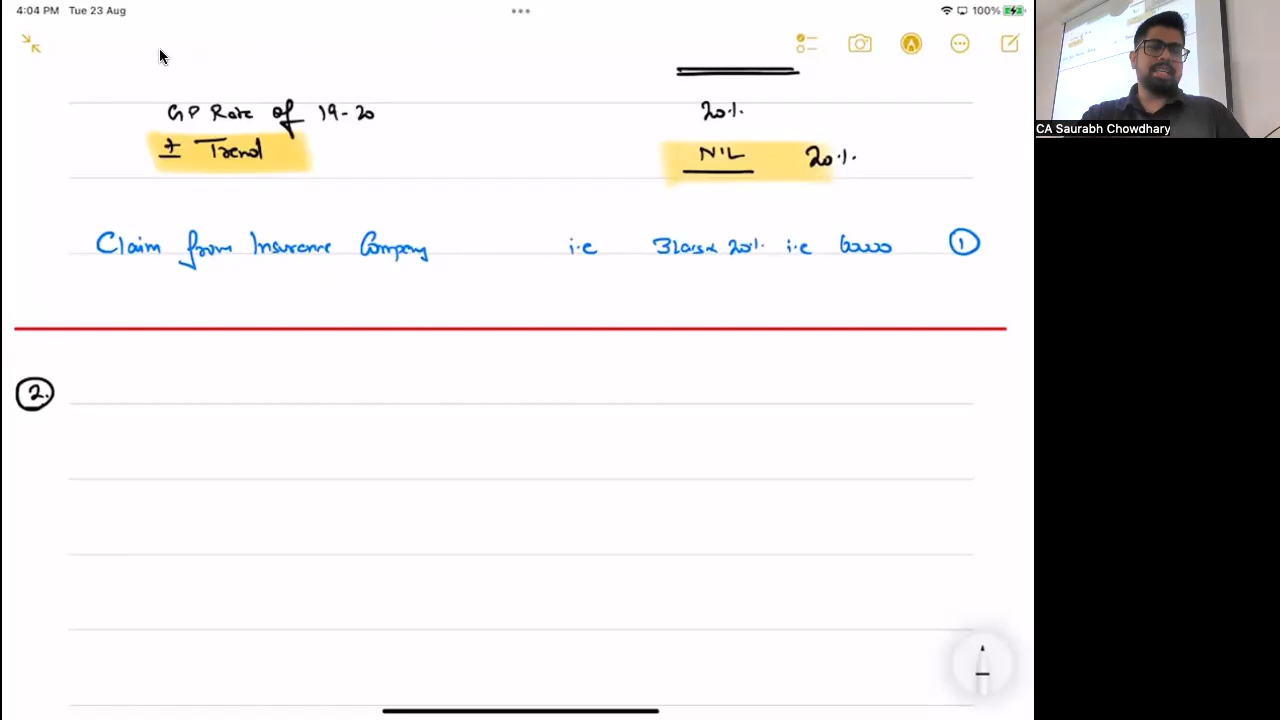 4:04 PM Tue 23 Aug
100%
CA Saurabh Chowdhary
GP Rate of 19-20 20%
± Trend NIL 20%
Claim from Insurance Company i.e 3Lacs x 20% i.e 60000 ①
②.